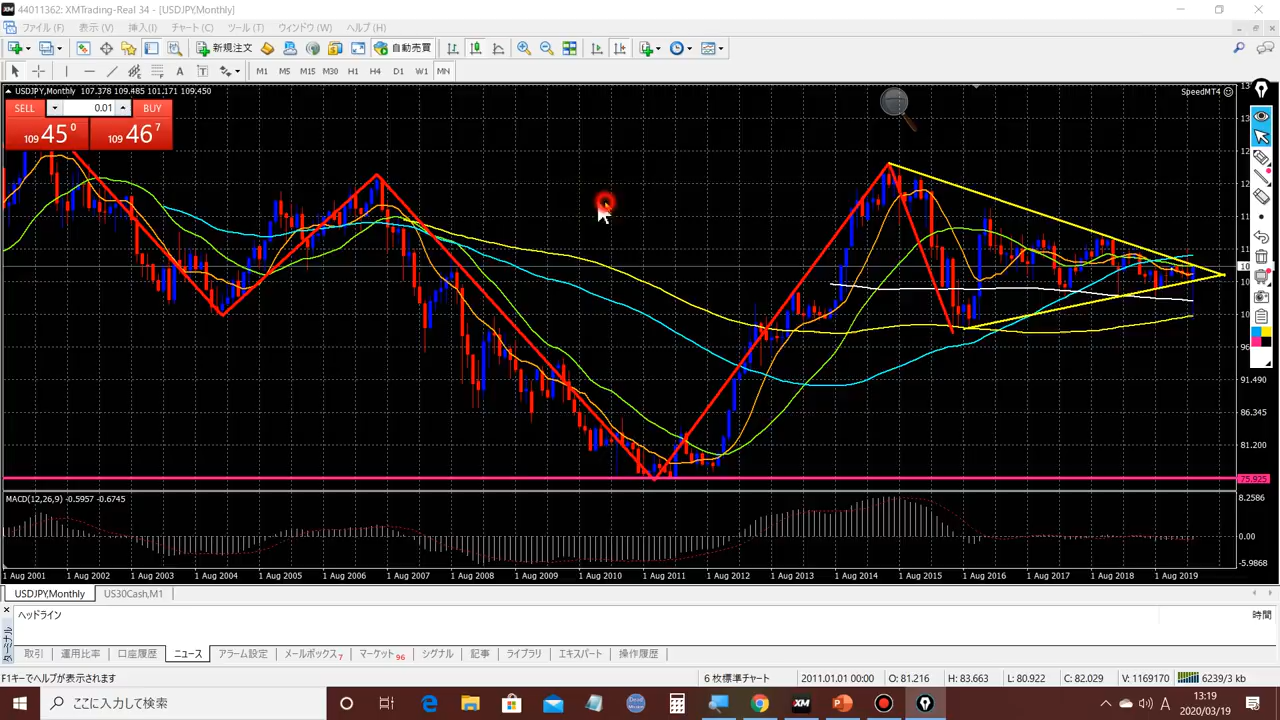 44011362: XMTrading-Real 34 - [USDJPY,Monthly]
ファイル (F) 表示 (V) 挿入(I) チャート (C) ツール (T) ウィンドウ (W) ヘルプ (H)
新規注文 自動売買
A T M1 M5 M15 M30 H1 H4 D1 W1 MN
USDJPY,Monthly 107.378 109.485 101.171 109.450 SpeedMT4
SELL 0.01 BUY
109 45 0 109 46 7
96
91.490
86.345
81.200
75.925
MACD(12,26,9) -0.5957 -0.6745 8.2586
0.00
-5.9868
1 Aug 2001 1 Aug 2002 1 Aug 2003 1 Aug 2004 1 Aug 2005 1 Aug 2006 1 Aug 2007 1 Aug 2008 1 Aug 2009 1 Aug 2010 1 Aug 2011 1 Aug 2012 1 Aug 2013 1 Aug 2014 1 Aug 2015 1 Aug 2016 1 Aug 2017 1 Aug 2018 1 Aug 2019
USDJPY,Monthly US30Cash,M1
ヘッドライン 時間
ターミナル
取引 運用比率 口座履歴 ニュース アラーム設定 メールボックス 7 マーケット 96 シグナル 記事 ライブラリ エキスパート 操作履歴
F1キーでヘルプが表示されます 6 枚標準チャート 2011.01.01 00:00 O: 81.216 H: 83.663 L: 80.922 C: 82.029 V: 1169170 6239/3 kb
ここに入力して検索 XM A 13:19
2020/03/19